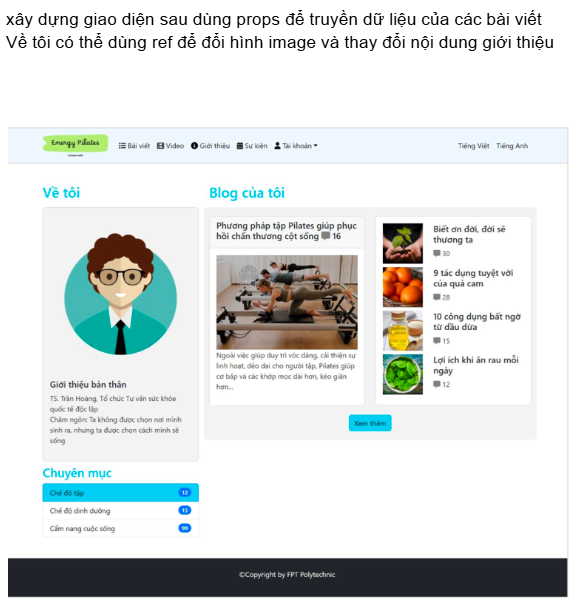 xây dựng giao diện sau dùng props để truyền dữ liệu của các bài viết
Về tôi có thể dùng ref để đổi hình image và thay đổi nội dung giới thiệu
Energy Pilates
Bài viết Video Giới thiệu Sự kiện Tài khoản
Tiếng Việt Tiếng Anh
Về tôi
Giới thiệu bản thân
TS. Trần Hoàng, Tổ chức Tư vấn sức khỏe
quốc tế độc lập
Châm ngôn: Ta không được chọn nơi mình
sinh ra, nhưng ta được chọn cách mình sẽ
sống
Chuyên mục
Chế độ tập 12
Chế độ dinh dưỡng 15
Cẩm nang cuộc sống 99
Blog của tôi
Phương pháp tập Pilates giúp phục
hồi chấn thương cột sống 16
Ngoài việc giúp duy trì vóc dáng, cải thiện sự
linh hoạt, dẻo dai cho người tập, Pilates giúp
cơ bắp và các khớp mọc dài hơn, kéo giãn
hơn...
Biết ơn đời, đời sẽ
thương ta
30
9 tác dụng tuyệt vời
của quả cam
28
10 công dụng bất ngờ
từ dầu dừa
15
Lợi ích khi ăn rau mỗi
ngày
12
Xem thêm
©Copyright by FPT Polytechnic